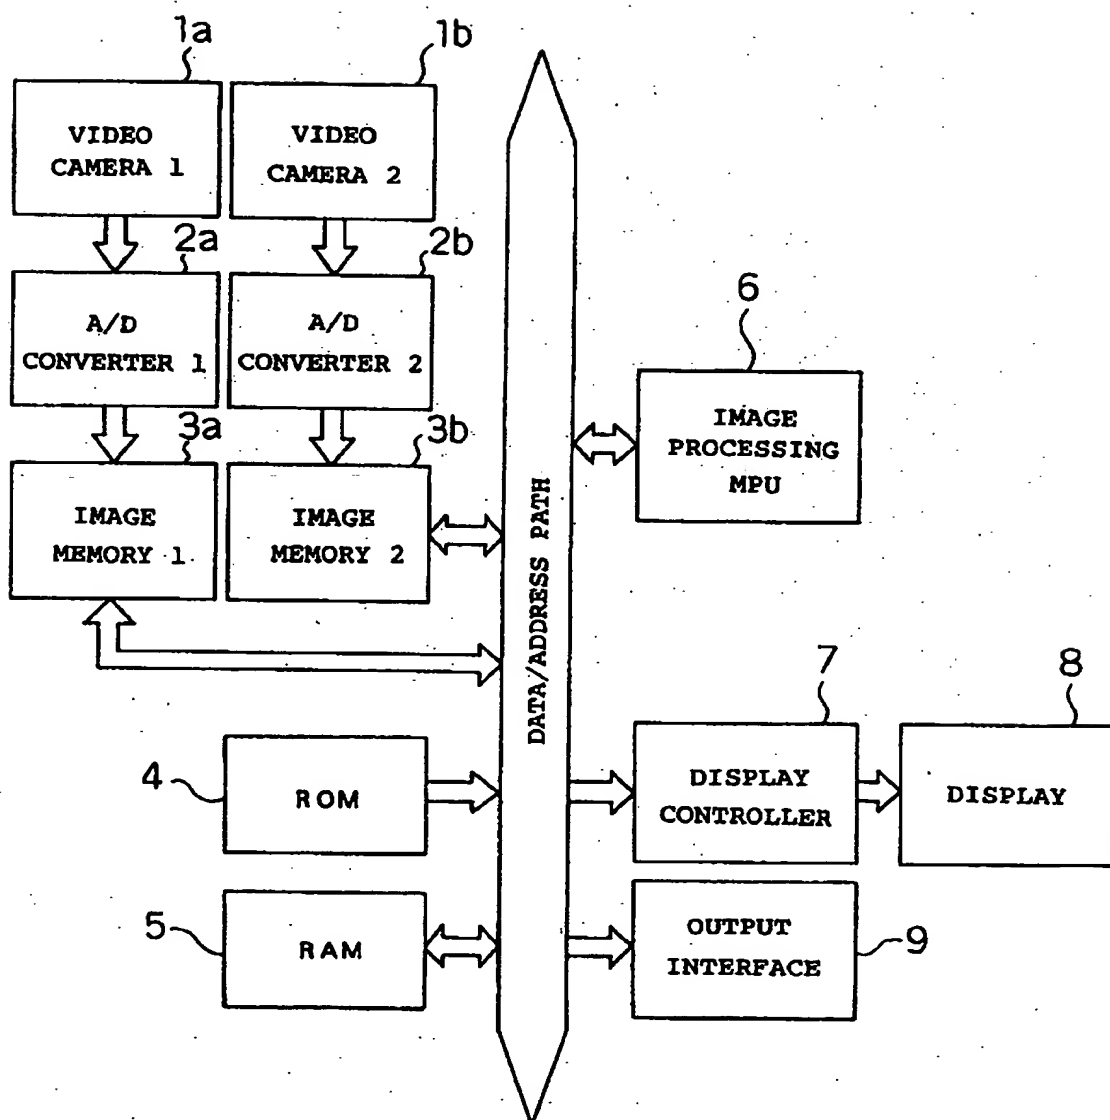 1a
1b
VIDEO
CAMERA 1
VIDEO
CAMERA 2
2a
2b
A/D
CONVERTER 1
A/D
CONVERTER 2
3a
3b
IMAGE
MEMORY 1
IMAGE
MEMORY 2
DATA/ADDRESS PATH
6
IMAGE
PROCESSING
MPU
4
ROM
7
DISPLAY
CONTROLLER
8
DISPLAY
5
RAM
OUTPUT
INTERFACE
9